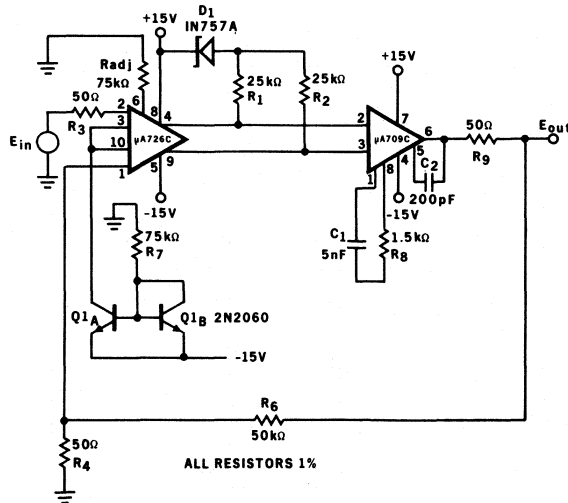 D1
IN757A
+15V
Radj
75kΩ
6
8
4
25kΩ
R1
25kΩ
R2
+15V
50Ω
R3
2
3
10
1
μA726C
5
9
Ein
-15V
2
3
7
μA709C
6
5
4
8
1
50Ω
R9
Eout
C2
200pF
-15V
75kΩ
R7
C1
5nF
1.5kΩ
R8
Q1A
Q1B 2N2060
-15V
R6
50kΩ
50Ω
R4
ALL RESISTORS 1%